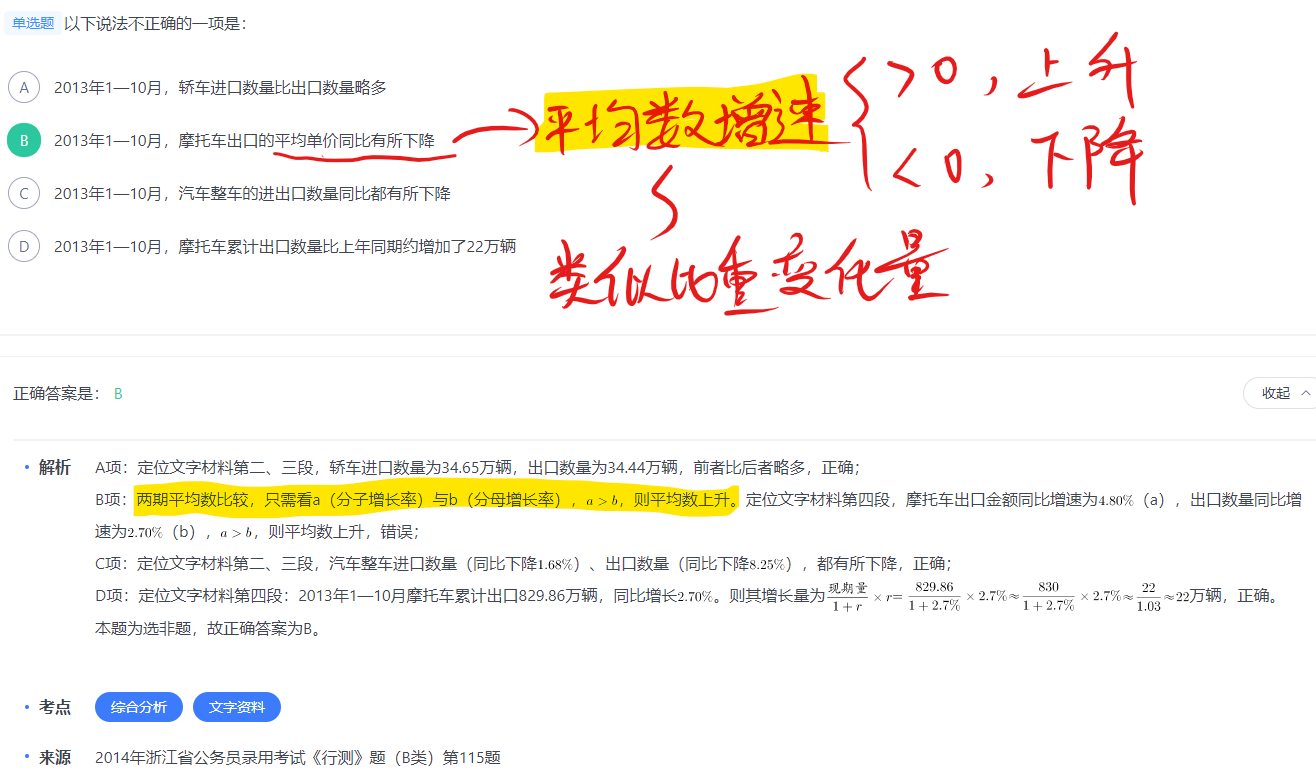 单选题 以下说法不正确的一项是：
A 2013年1—10月，轿车进口数量比出口数量略多
B 2013年1—10月，摩托车出口的平均单价同比有所下降
C 2013年1—10月，汽车整车的进出口数量同比都有所下降
D 2013年1—10月，摩托车累计出口数量比上年同期约增加了22万辆
平均数增速
>0，上升
<0，下降
类似比重变化量
正确答案是： B
收起
解析 A项：定位文字材料第二、三段，轿车进口数量为34.65万辆，出口数量为34.44万辆，前者比后者略多，正确；
B项：两期平均数比较，只需看a（分子增长率）与b（分母增长率），a > b，则平均数上升。定位文字材料第四段，摩托车出口金额同比增速为4.80%（a），出口数量同比增
速为2.70%（b），a > b，则平均数上升，错误；
C项：定位文字材料第二、三段，汽车整车进口数量（同比下降1.68%）、出口数量（同比下降8.25%），都有所下降，正确；
D项：定位文字材料第四段：2013年1—10月摩托车累计出口829.86万辆，同比增长2.70%。则其增长量为现期量/1 + r × r= 829.86/1 + 2.7% × 2.7%≈ 830/1 + 2.7% × 2.7%≈ 22/1.03 ≈22万辆，正确。
本题为选非题，故正确答案为B。
考点 综合分析 文字资料
来源 2014年浙江省公务员录用考试《行测》题（B类）第115题